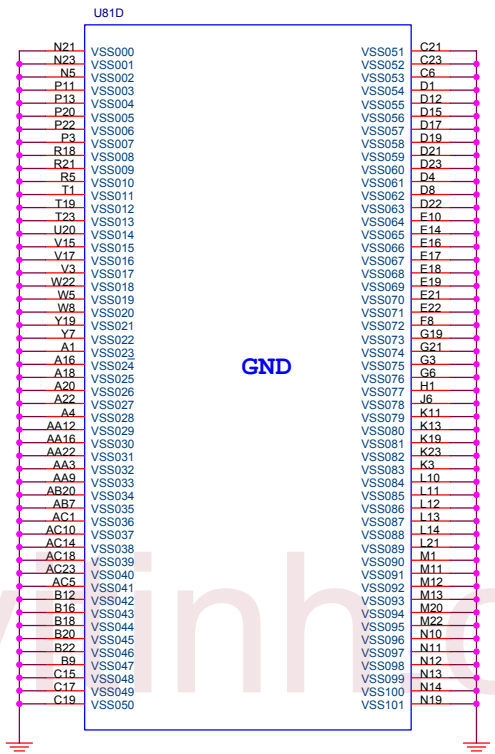 U81D
N21 VSS000 VSS051 C21
N23 VSS001 VSS052 C23
N5 VSS002 VSS053 C6
P11 VSS003 VSS054 D1
P13 VSS004 VSS055 D12
P20 VSS005 VSS056 D15
P22 VSS006 VSS057 D17
P3 VSS007 VSS058 D19
R18 VSS008 VSS059 D21
R21 VSS009 VSS060 D23
R5 VSS010 VSS061 D4
T1 VSS011 VSS062 D8
T19 VSS012 VSS063 D22
T23 VSS013 VSS064 E10
U20 VSS014 VSS065 E14
V15 VSS015 VSS066 E16
V17 VSS016 VSS067 E17
V3 VSS017 VSS068 E18
W22 VSS018 VSS069 E19
W5 VSS019 VSS070 E21
W8 VSS020 VSS071 E22
Y19 VSS021 VSS072 F8
Y7 VSS022 VSS073 G19
A1 VSS023 VSS074 G21
A16 VSS024 GND VSS075 G3
A18 VSS025 VSS076 G6
A20 VSS026 VSS077 H1
A22 VSS027 VSS078 J6
A4 VSS028 VSS079 K11
AA12 VSS029 VSS080 K13
AA16 VSS030 VSS081 K19
AA22 VSS031 VSS082 K23
AA3 VSS032 VSS083 K3
AA9 VSS033 VSS084 L10
AB20 VSS034 VSS085 L11
AB7 VSS035 VSS086 L12
AC1 VSS036 VSS087 L13
AC10 VSS037 VSS088 L14
AC14 VSS038 VSS089 L21
AC18 VSS039 VSS090 M1
AC23 VSS040 VSS091 M11
AC5 VSS041 VSS092 M12
B12 VSS042 VSS093 M13
B16 VSS043 VSS094 M20
B18 VSS044 VSS095 M22
B20 VSS045 VSS096 N10
B22 VSS046 VSS097 N11
B9 VSS047 VSS098 N12
C15 VSS048 VSS099 N13
C17 VSS049 VSS100 N14
C19 VSS050 VSS101 N19